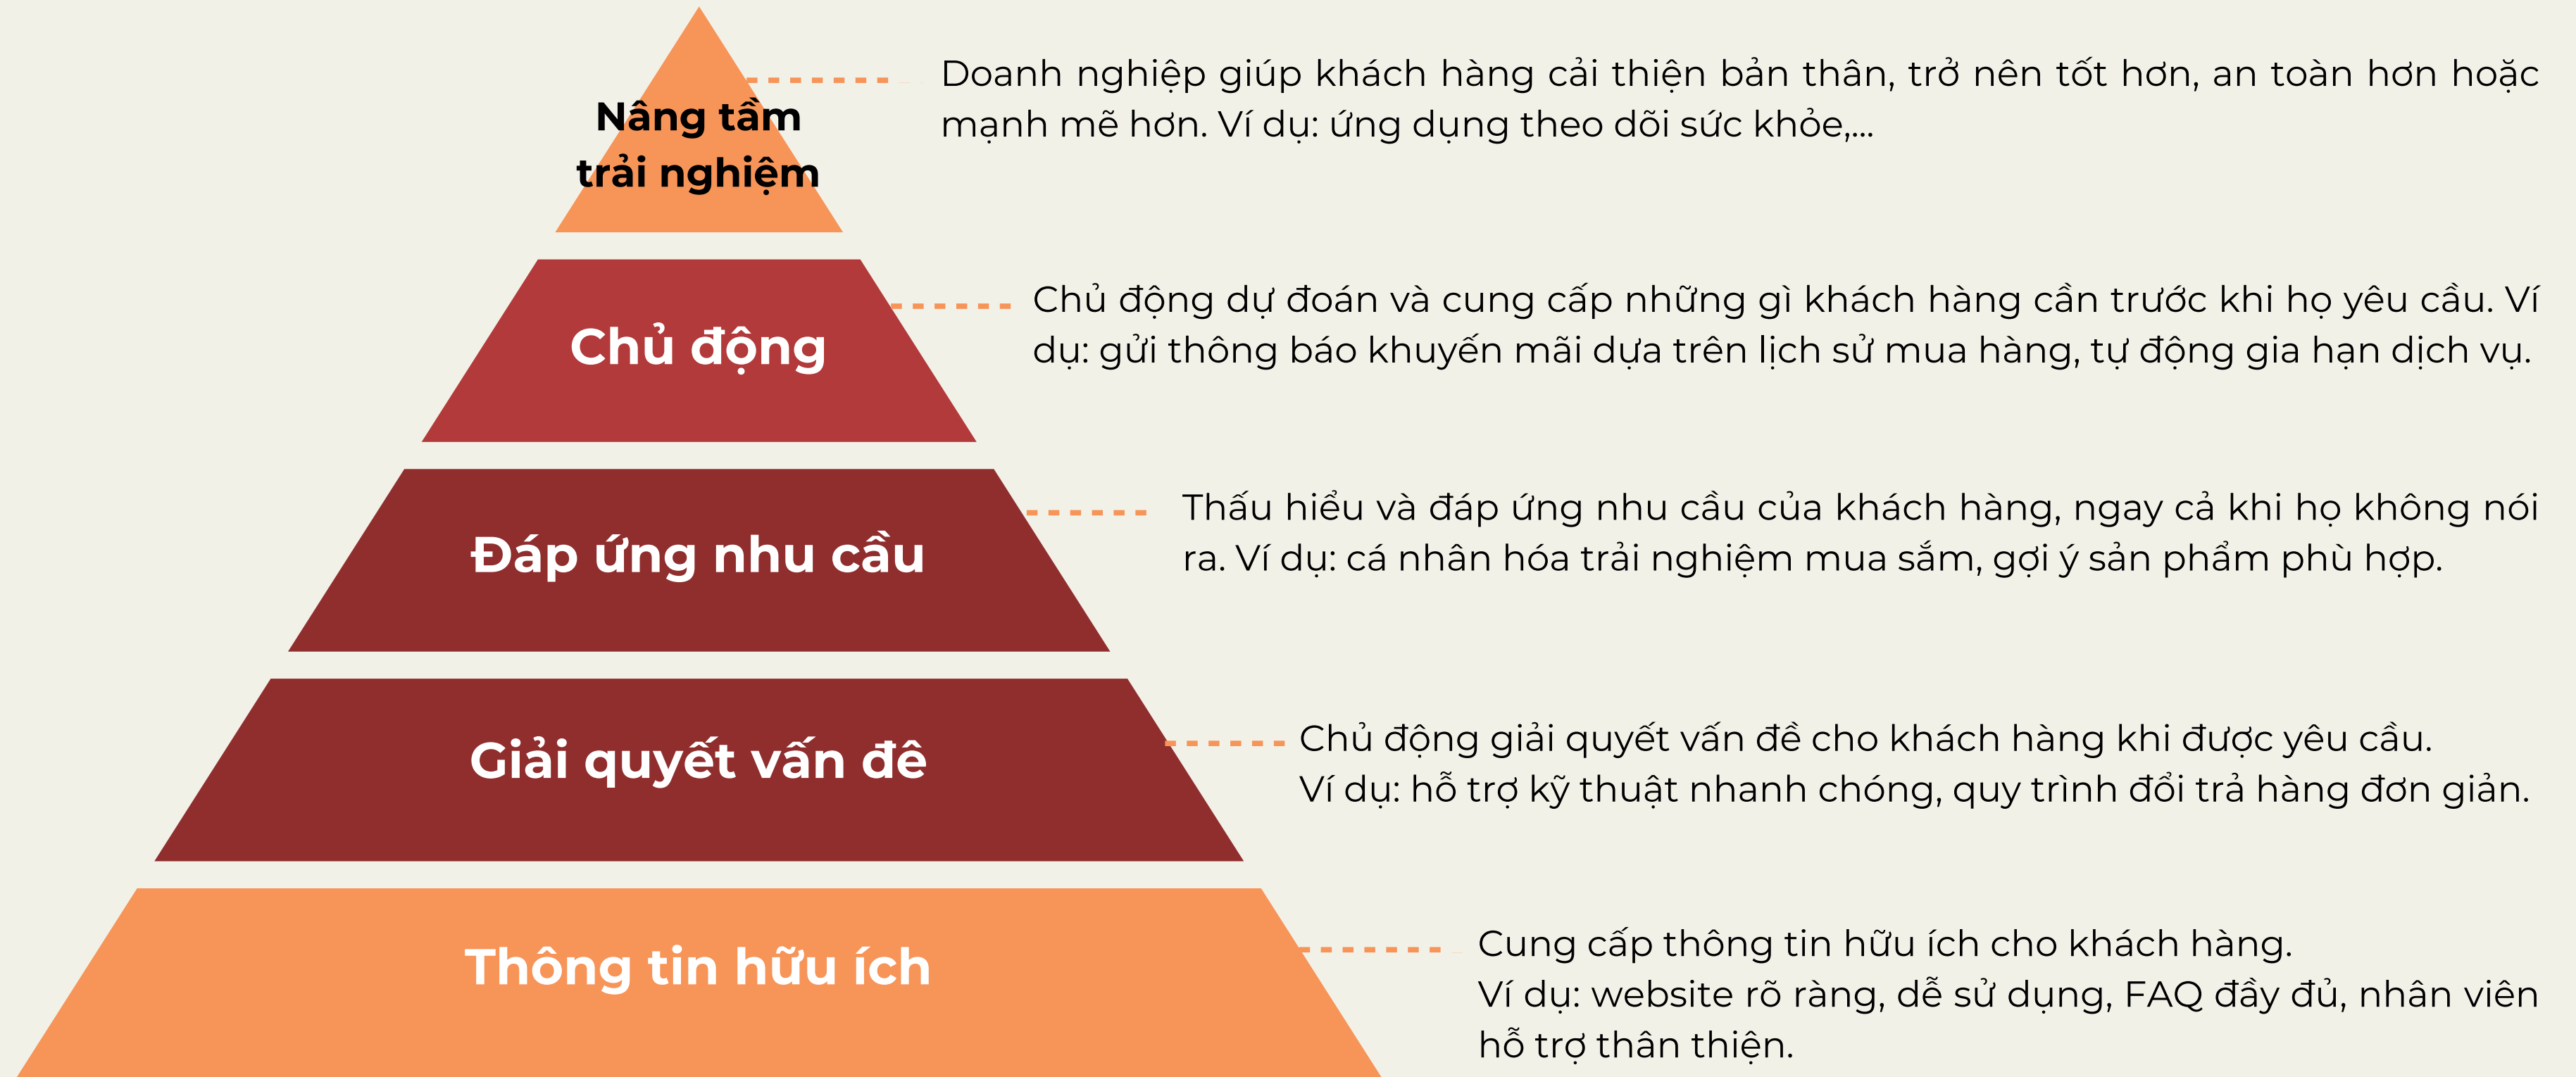 Nâng tầm
trải nghiệm
Doanh nghiệp giúp khách hàng cải thiện bản thân, trở nên tốt hơn, an toàn hơn hoặc
mạnh mẽ hơn. Ví dụ: ứng dụng theo dõi sức khỏe,...
Chủ động
Chủ động dự đoán và cung cấp những gì khách hàng cần trước khi họ yêu cầu. Ví
dụ: gửi thông báo khuyến mãi dựa trên lịch sử mua hàng, tự động gia hạn dịch vụ.
Đáp ứng nhu cầu
Thấu hiểu và đáp ứng nhu cầu của khách hàng, ngay cả khi họ không nói
ra. Ví dụ: cá nhân hóa trải nghiệm mua sắm, gợi ý sản phẩm phù hợp.
Giải quyết vấn đê
Chủ động giải quyết vấn đề cho khách hàng khi được yêu cầu.
Ví dụ: hỗ trợ kỹ thuật nhanh chóng, quy trình đổi trả hàng đơn giản.
Thông tin hữu ích
Cung cấp thông tin hữu ích cho khách hàng.
Ví dụ: website rõ ràng, dễ sử dụng, FAQ đầy đủ, nhân viên
hỗ trợ thân thiện.